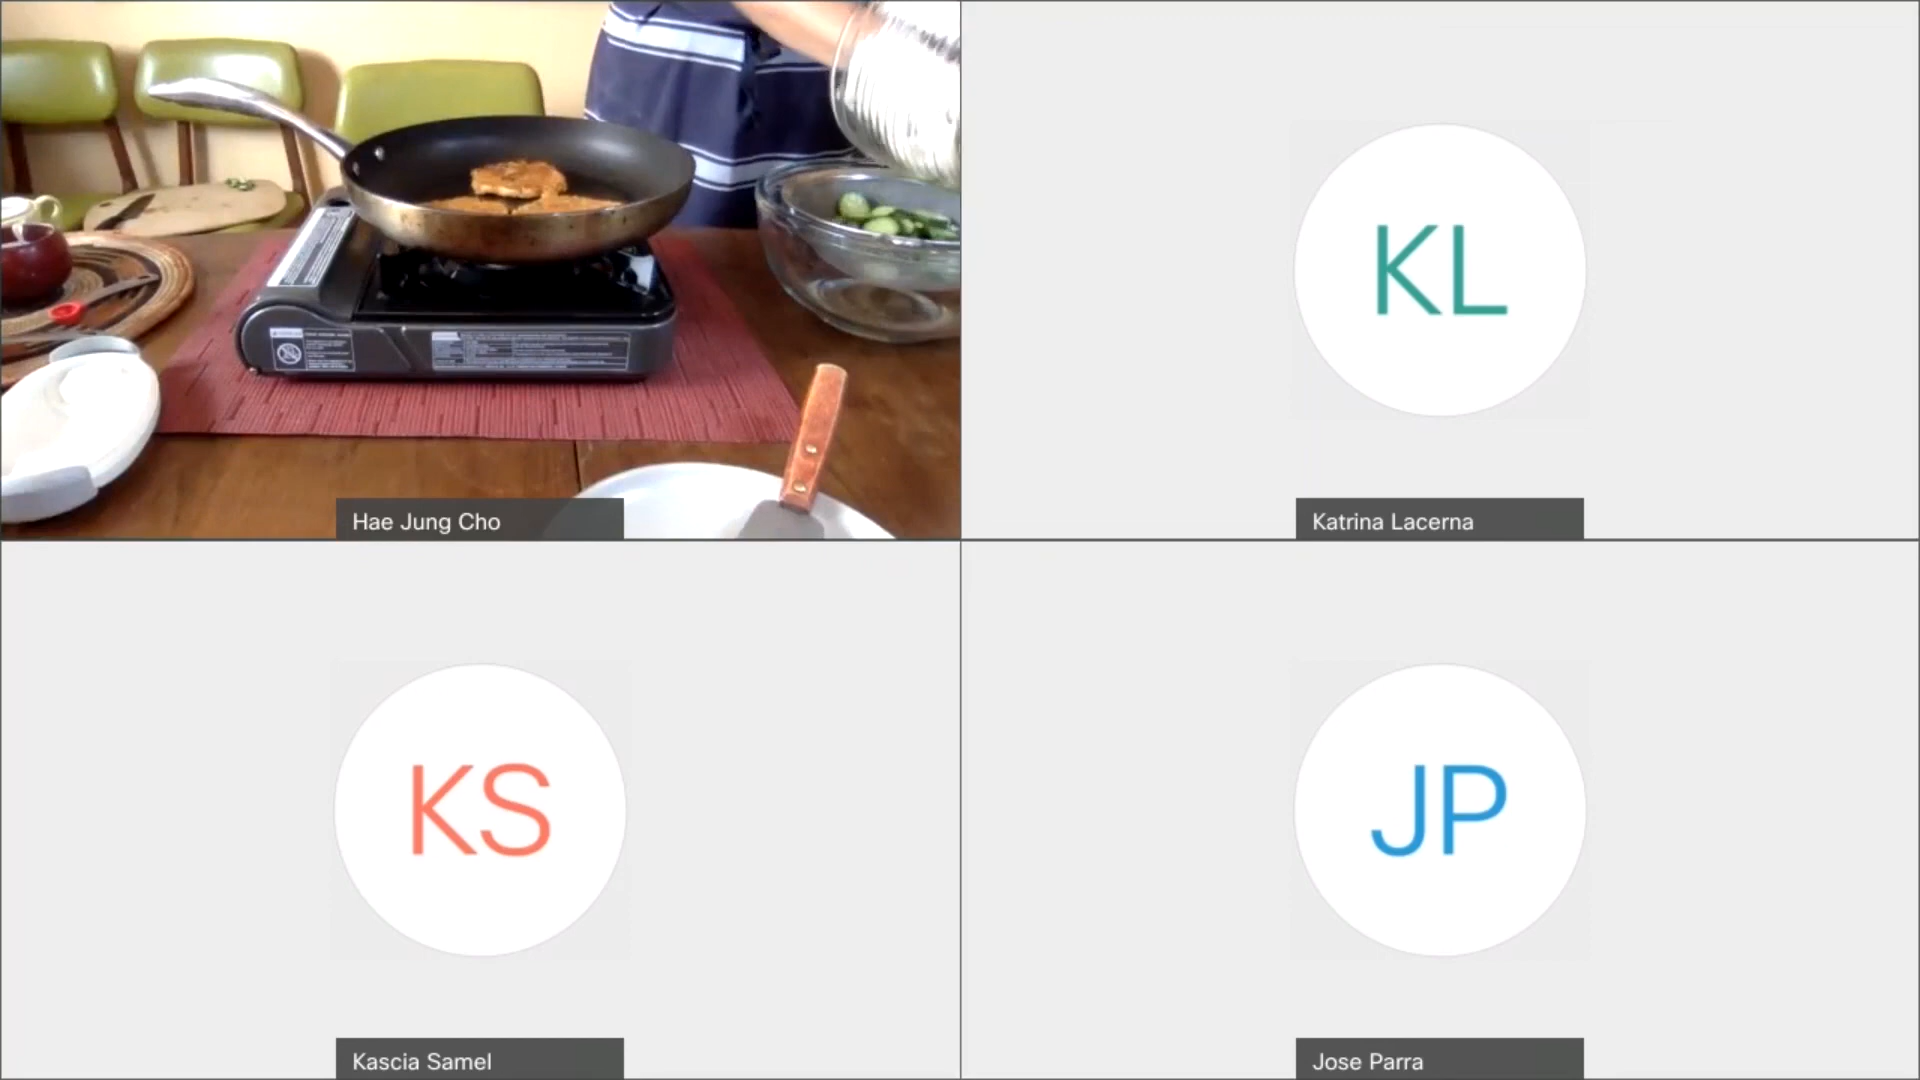 Hae Jung Cho
KL
Katrina Lacerna
KS
Kascia Samel
JP
Jose Parra